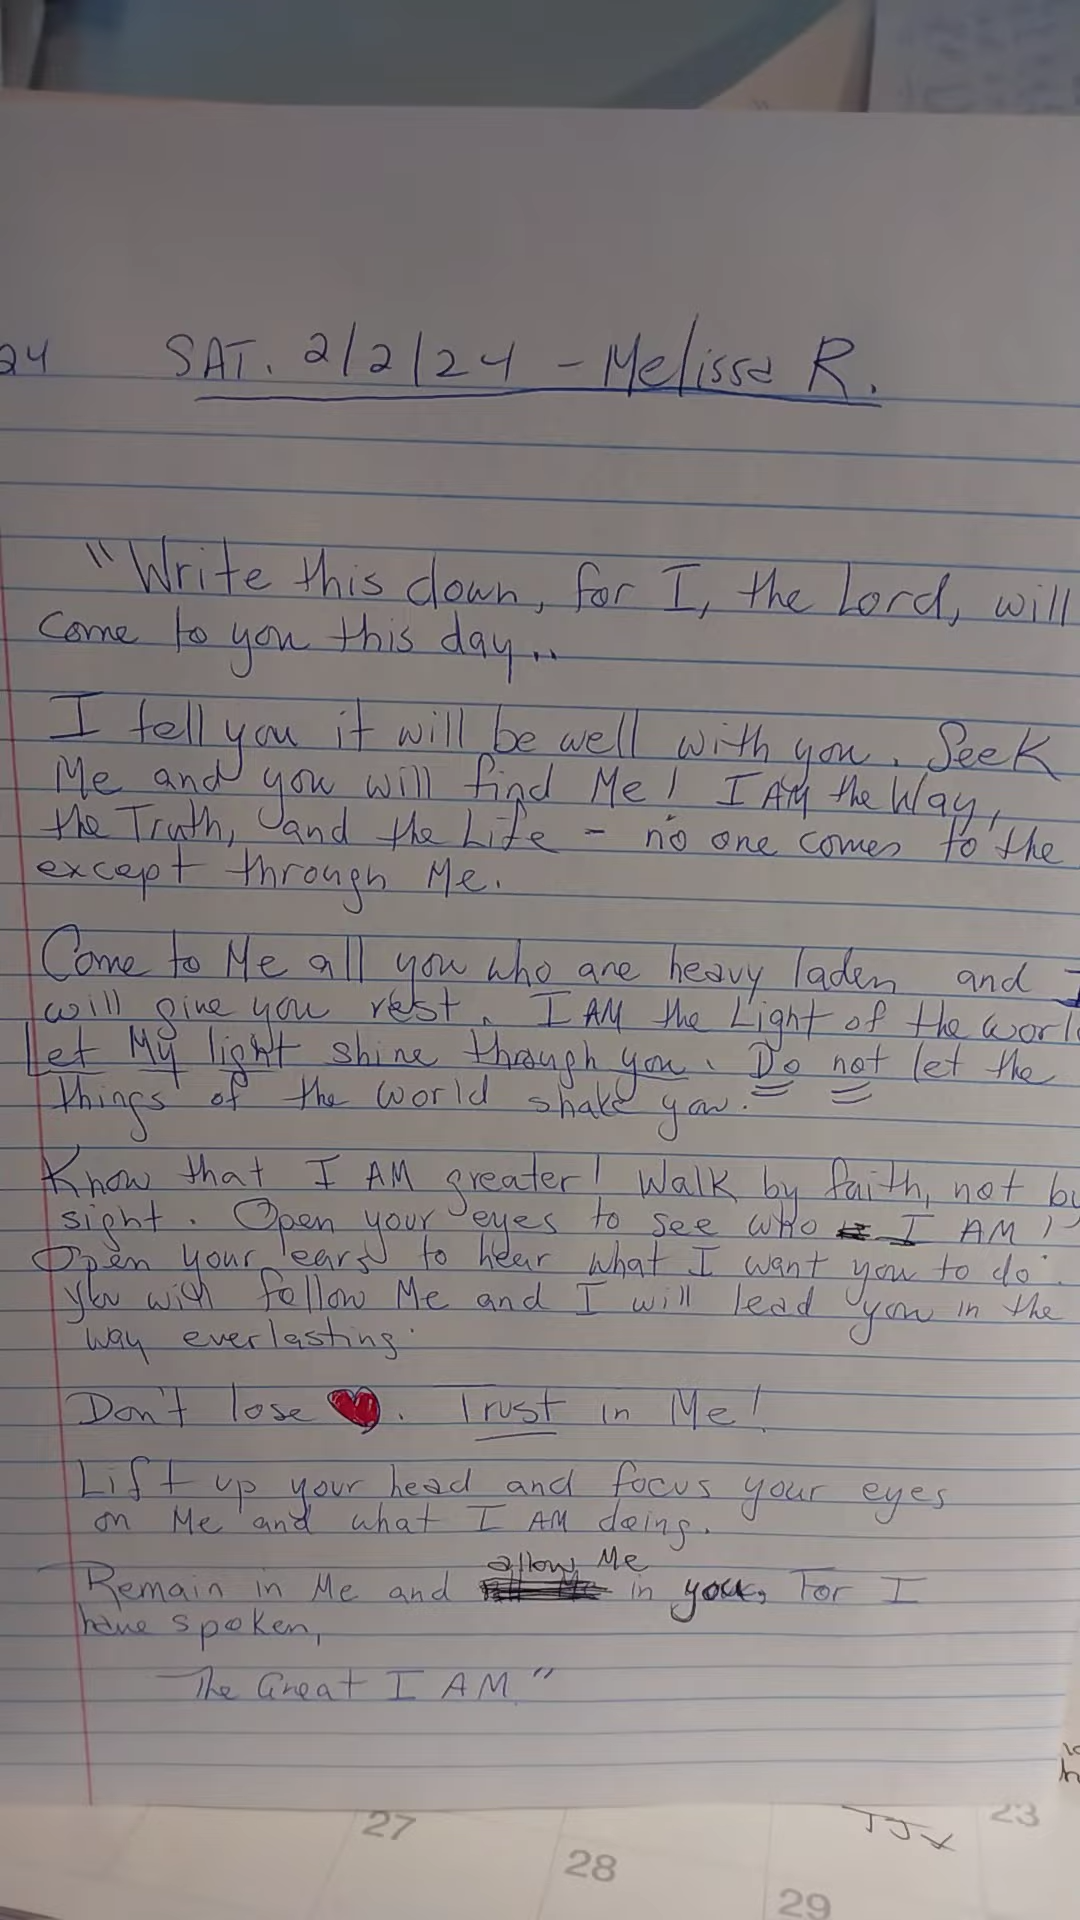 24 SAT. 2/2/24 - Melissa R.
"Write this down, for I, the Lord, will
come to you this day..
I tell you it will be well with you. Seek
Me and you will find Me! I AM the Way,
the Truth, and the Life - no one comes to the
except through Me.
Come to Me all you who are heavy laden and I
will give you rest. I AM the Light of the worl
Let My light shine through you. Do not let the
things of the world shake you.
Know that I AM greater! Walk by faith, not by
sight. Open your eyes to see who I AM!
Open your ears to hear what I want you to do.
you will follow Me and I will lead you in the
way everlasting.
Don't lose ❤. Trust in Me!
Lift up your head and focus your eyes
on Me and what I AM doing.
allow Me
Remain in Me and in you, For I
have spoken,
The Great I AM"
27
28
29
TJX
23